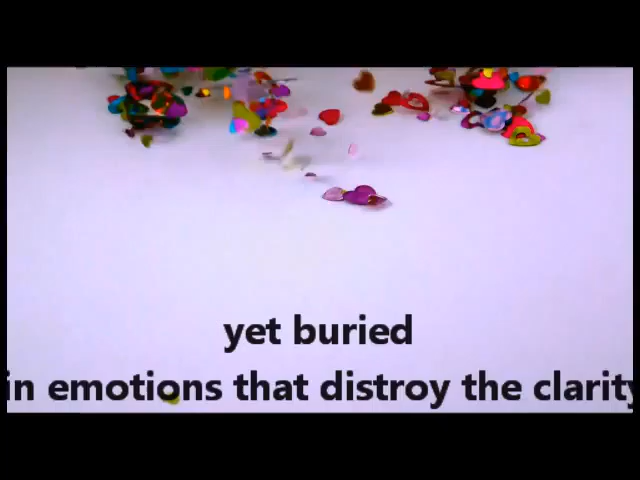 yet buried
in emotions that distroy the clarity